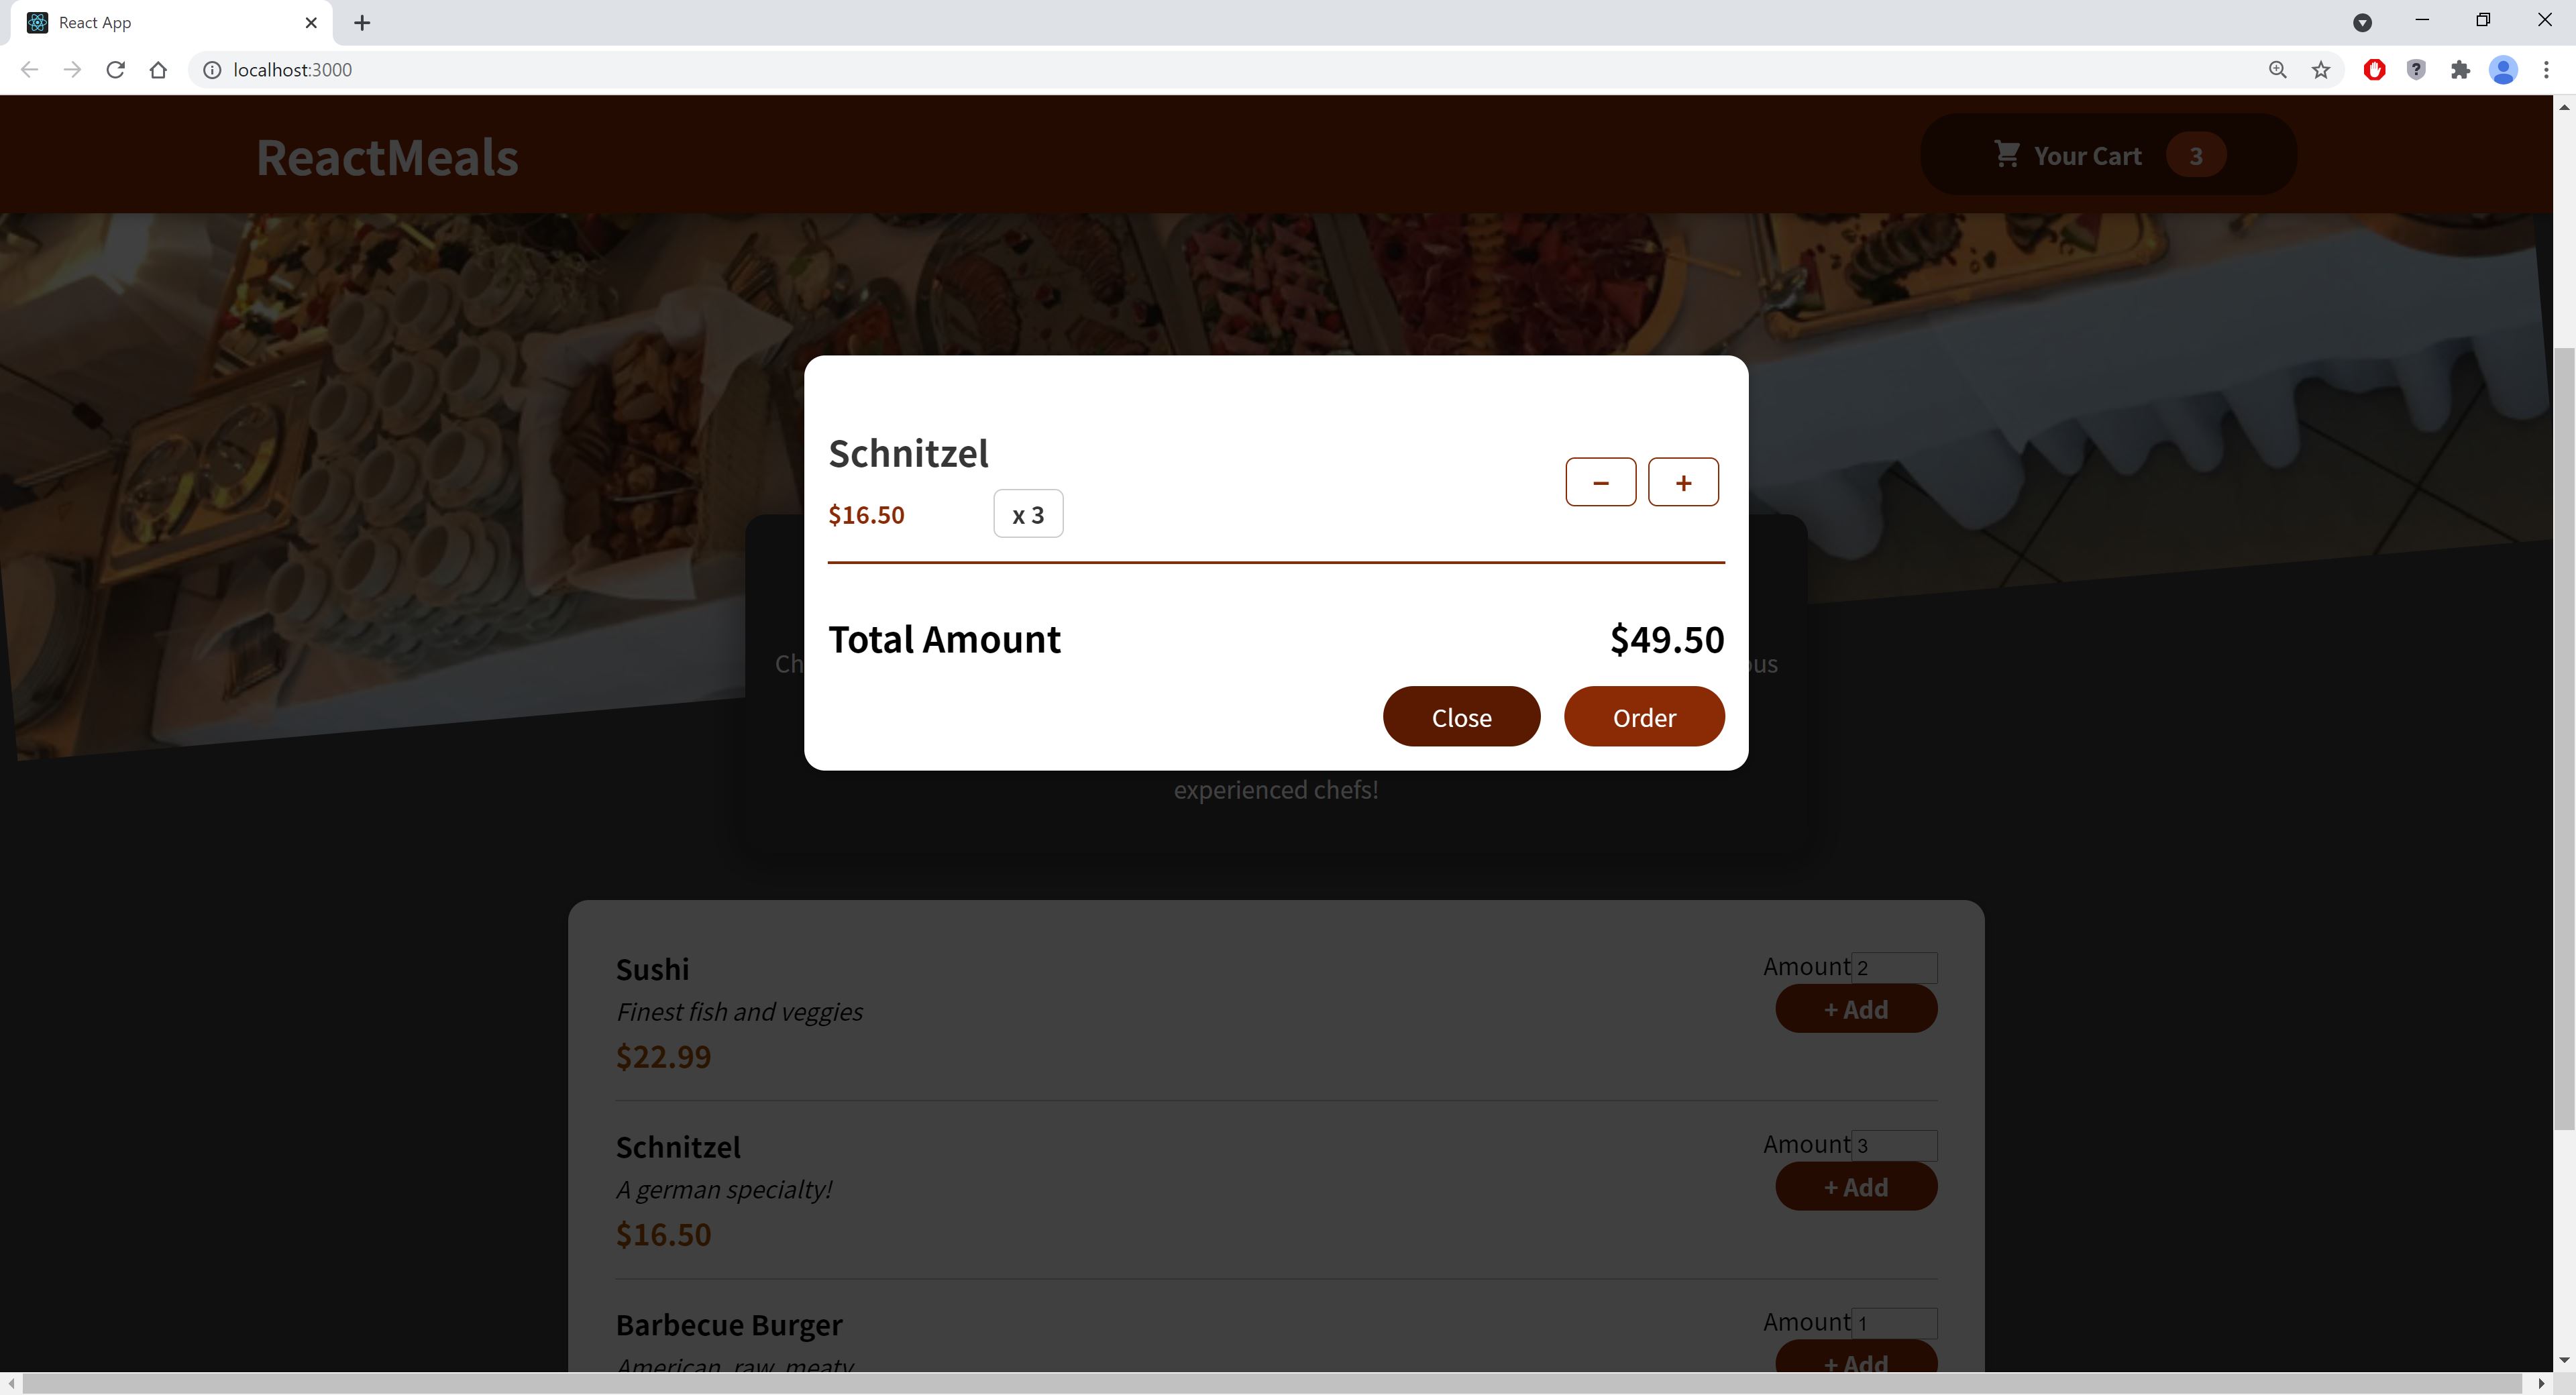 React App
localhost:3000
ReactMeals
Your Cart 3
Schnitzel
$16.50 x 3
− +
Total Amount $49.50
Ch ous
Close Order
experienced chefs!
Sushi
Amount 2
Finest fish and veggies
+ Add
$22.99
Schnitzel
Amount 3
A german specialty!
+ Add
$16.50
Barbecue Burger
Amount 1
American, raw, meaty
+ Add